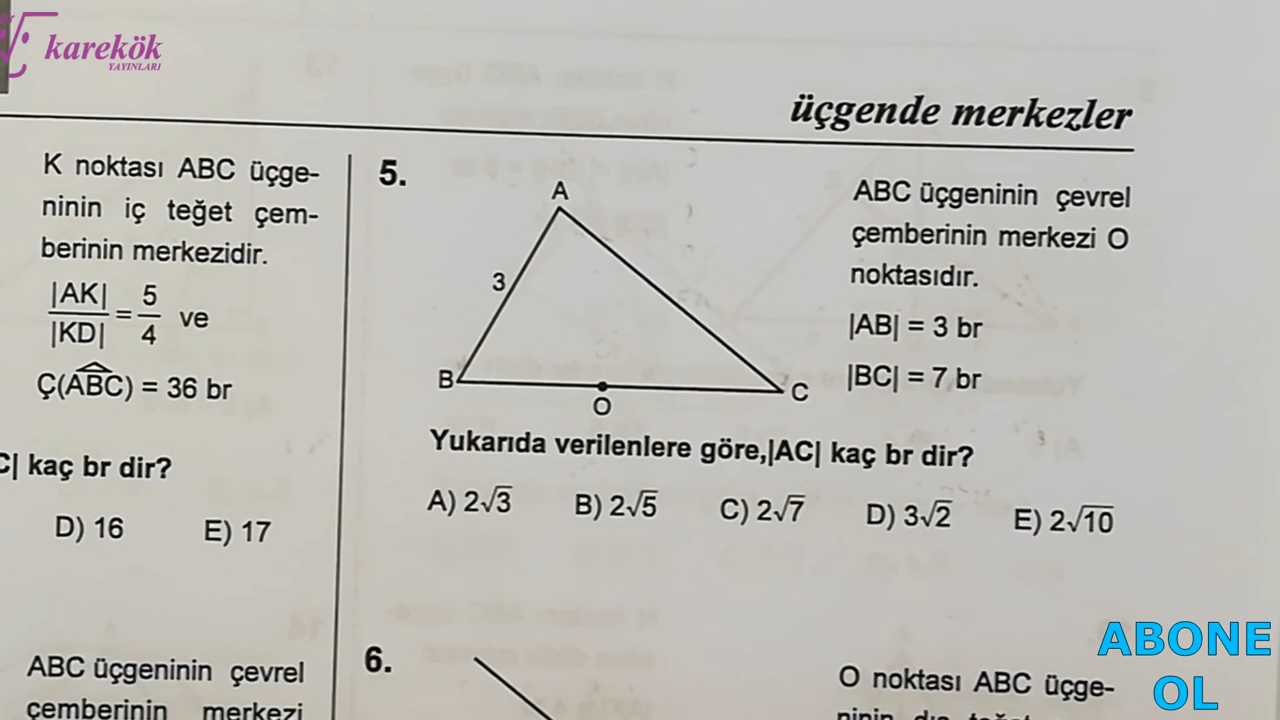 karekök
YAYINLARI
üçgende merkezler
K noktası ABC üçge-
ninin iç teğet çem-
berinin merkezidir.
|AK| / |KD| = 5 / 4 ve
Ç(ABC) = 36 br
C| kaç br dir?
D) 16 E) 17
ABC üçgeninin çevrel
çemberinin merkezi
5.
A
3
B
O
C
ABC üçgeninin çevrel
çemberinin merkezi O
noktasıdır.
|AB| = 3 br
|BC| = 7 br
Yukarıda verilenlere göre,|AC| kaç br dir?
A) 2√3 B) 2√5 C) 2√7 D) 3√2 E) 2√10
6.
O noktası ABC üçge-
ABONE
OL